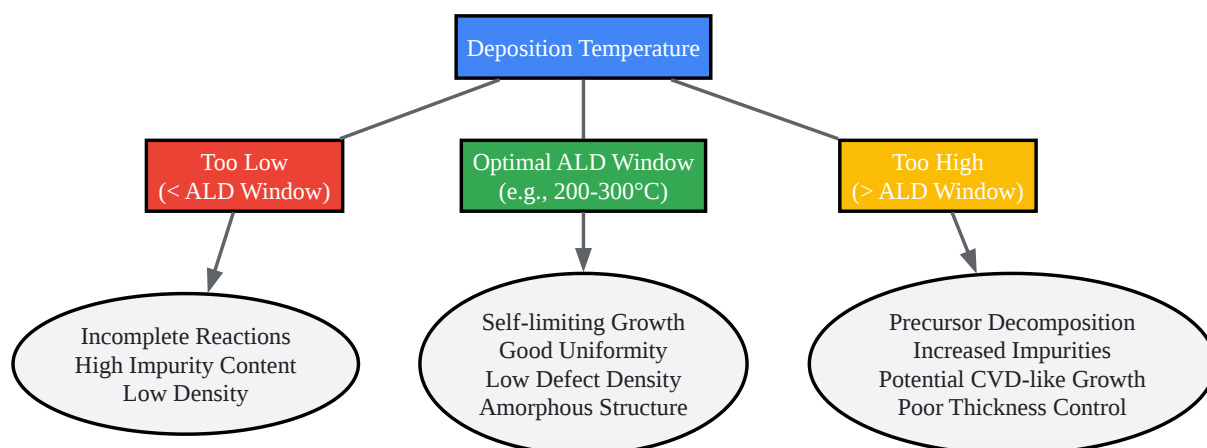 Deposition Temperature
Too Low
(< ALD Window)
Optimal ALD Window
(e.g., 200-300°C)
Too High
(> ALD Window)
Incomplete Reactions
High Impurity Content
Low Density
Self-limiting Growth
Good Uniformity
Low Defect Density
Amorphous Structure
Precursor Decomposition
Increased Impurities
Potential CVD-like Growth
Poor Thickness Control